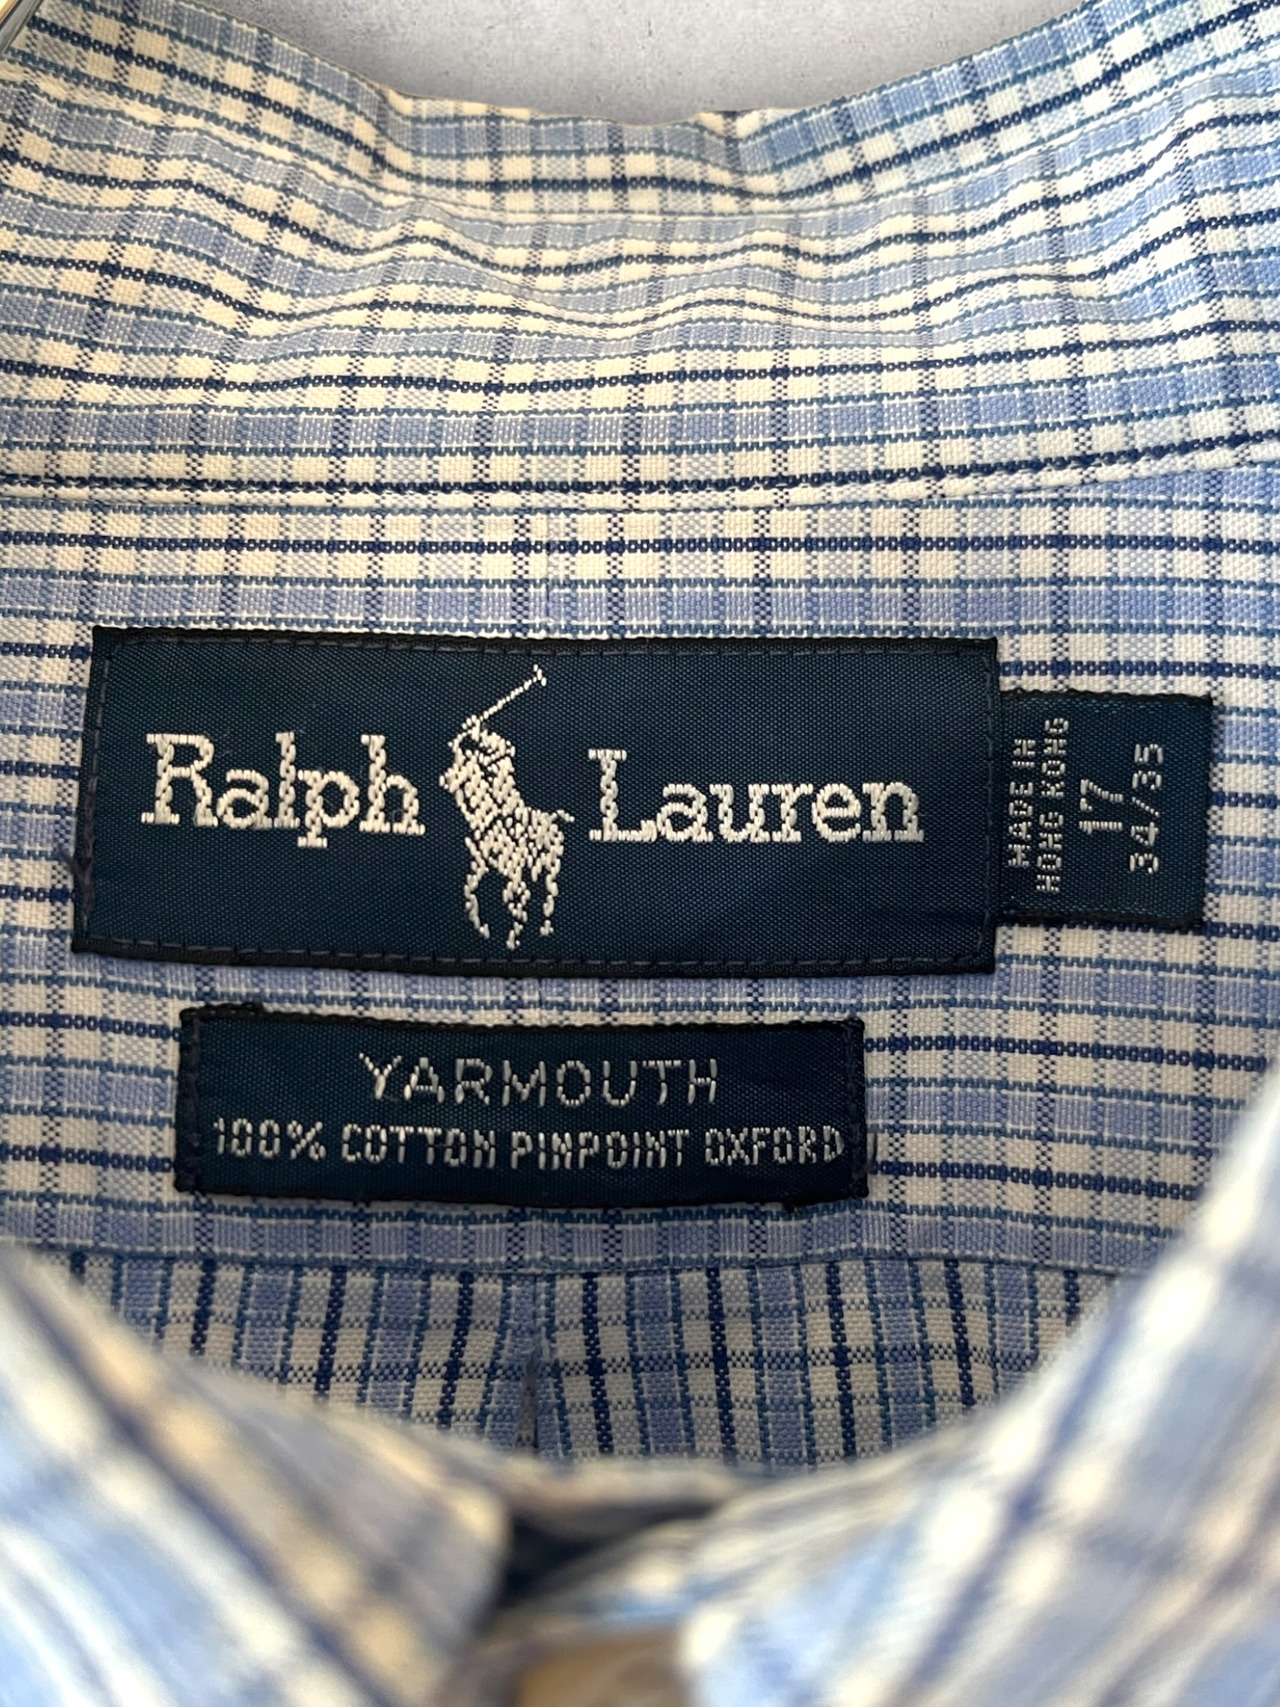 Ralph Lauren
MADE IN
HONG KONG
17
34/35
YARMOUTH
100% COTTON PINPOINT OXFORD